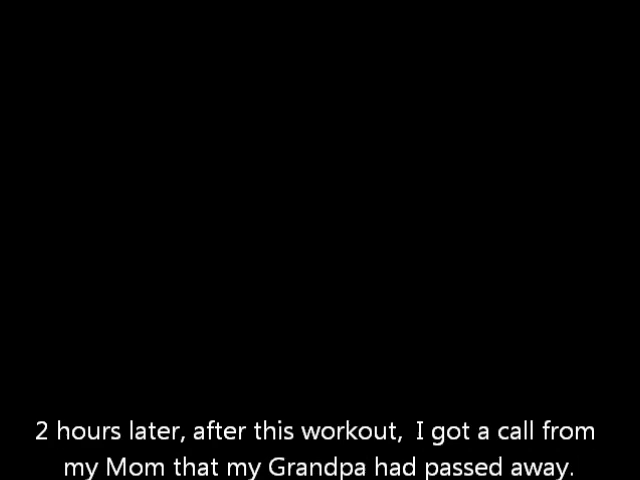 2 hours later, after this workout,  I got a call from
my Mom that my Grandpa had passed away.